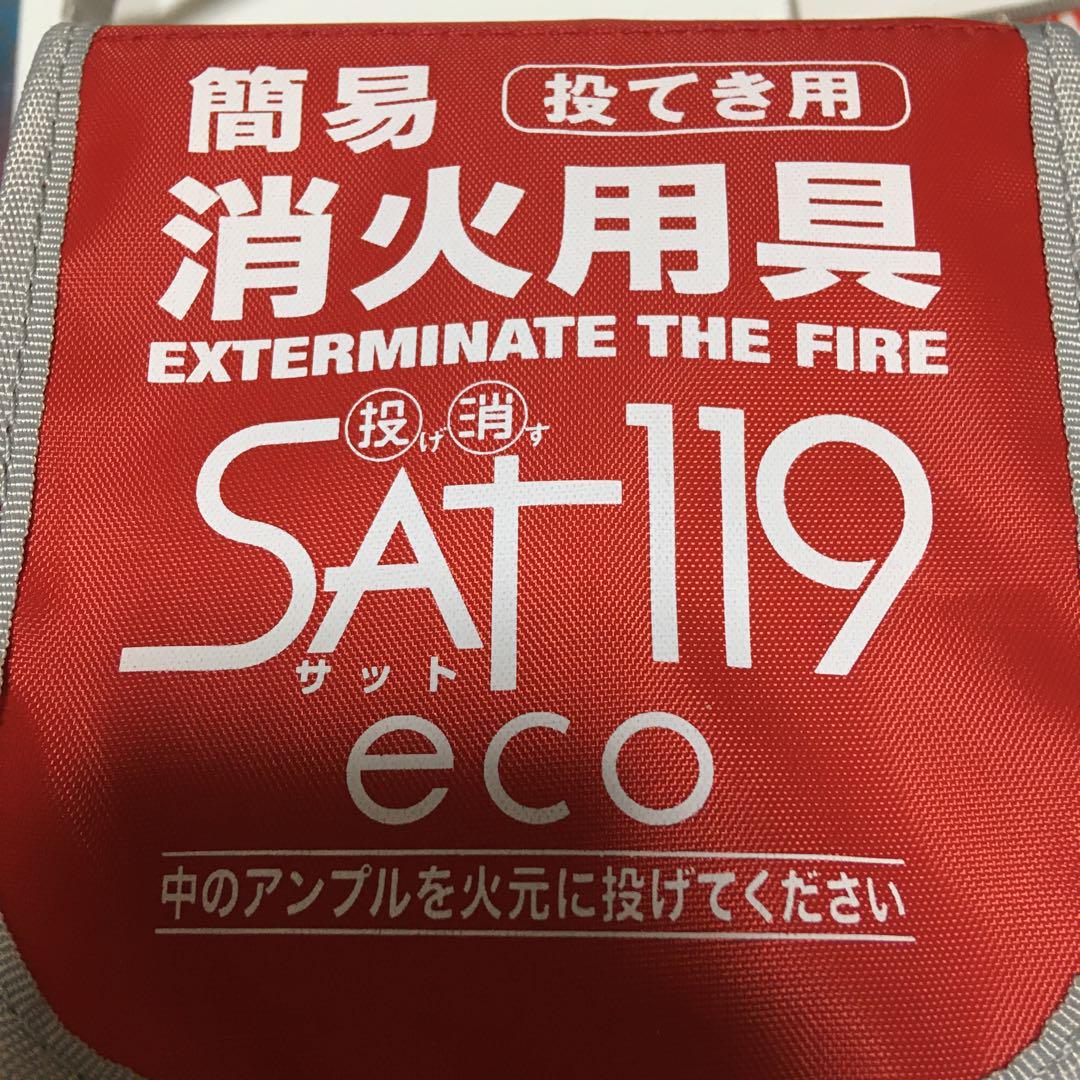 簡易 投てき用
消火用具
EXTERMINATE THE FIRE
投げ消す
SAT119
サット
eco
中のアンプルを火元に投げてください